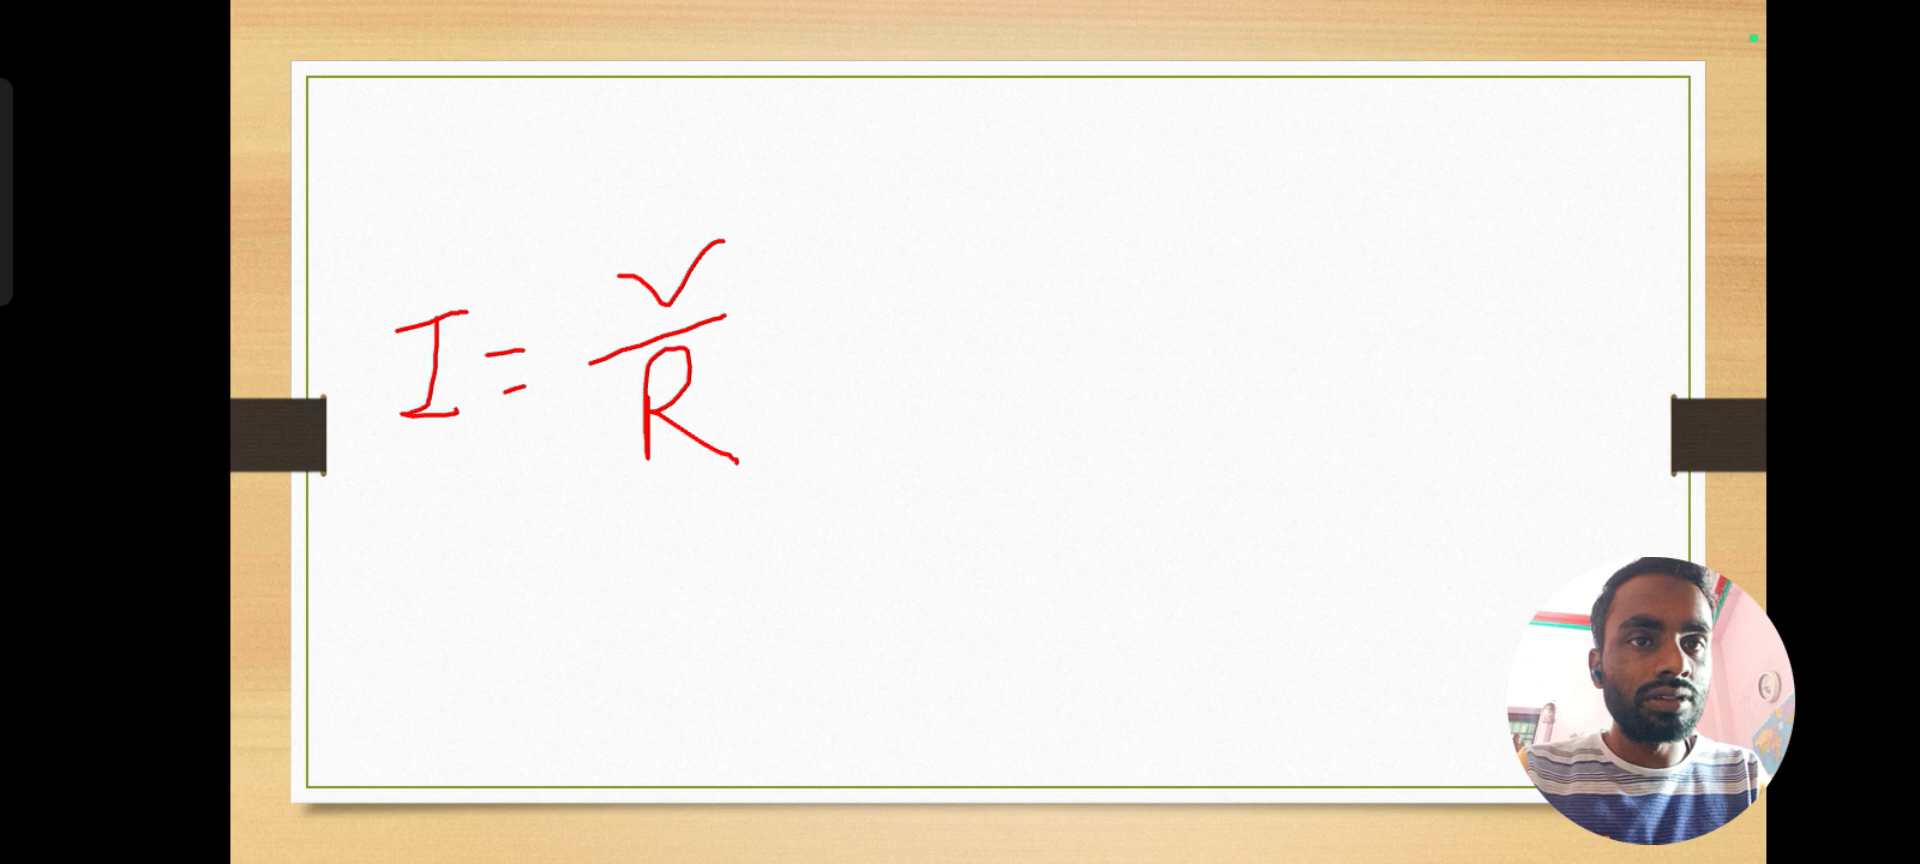 I = V/R